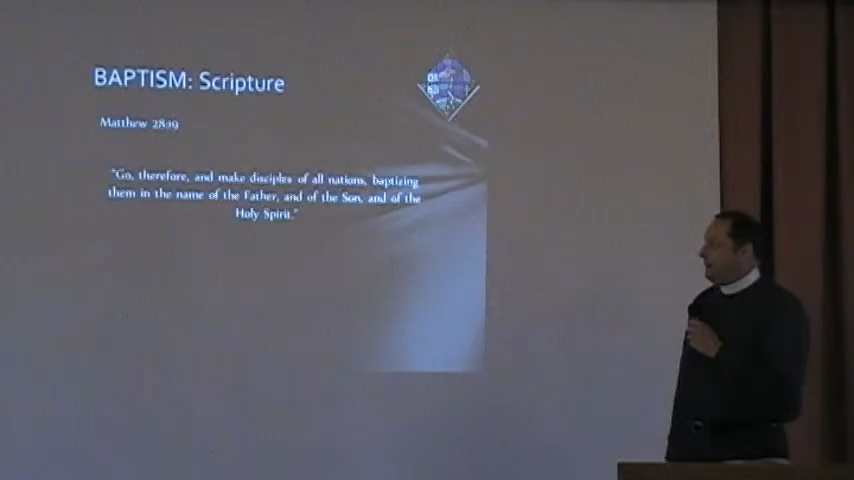 BAPTISM: Scripture
Matthew 28:19
"Go, therefore, and make disciples of all nations, baptizing
them in the name of the Father, and of the Son, and of the
Holy Spirit."